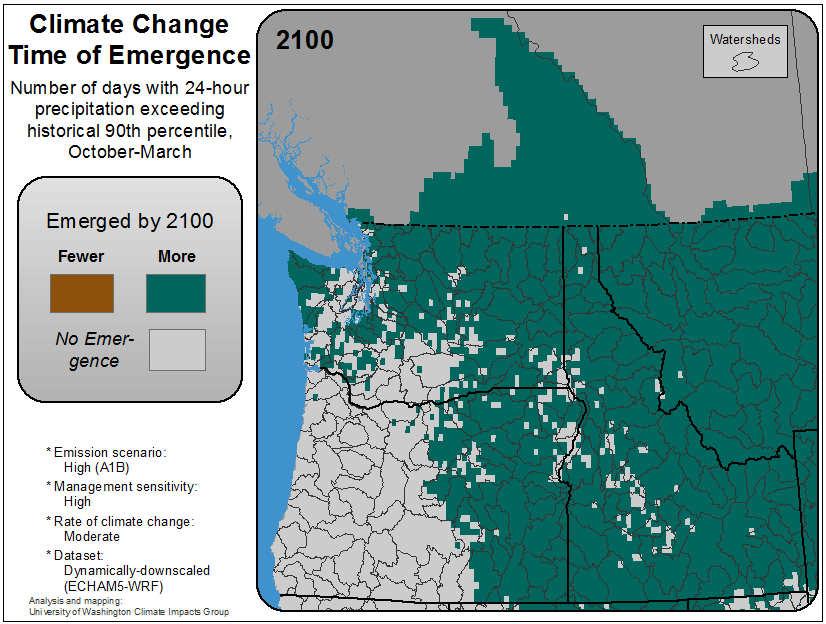 Climate Change
Time of Emergence
Number of days with 24-hour
precipitation exceeding
historical 90th percentile,
October-March
Emerged by 2100
Fewer
More
No Emer-
gence
* Emission scenario:
High (A1B)
* Management sensitivity:
High
* Rate of climate change:
Moderate
* Dataset:
Dynamically-downscaled
(ECHAM5-WRF)
Analysis and mapping:
University of Washington Climate Impacts Group
2100
Watersheds